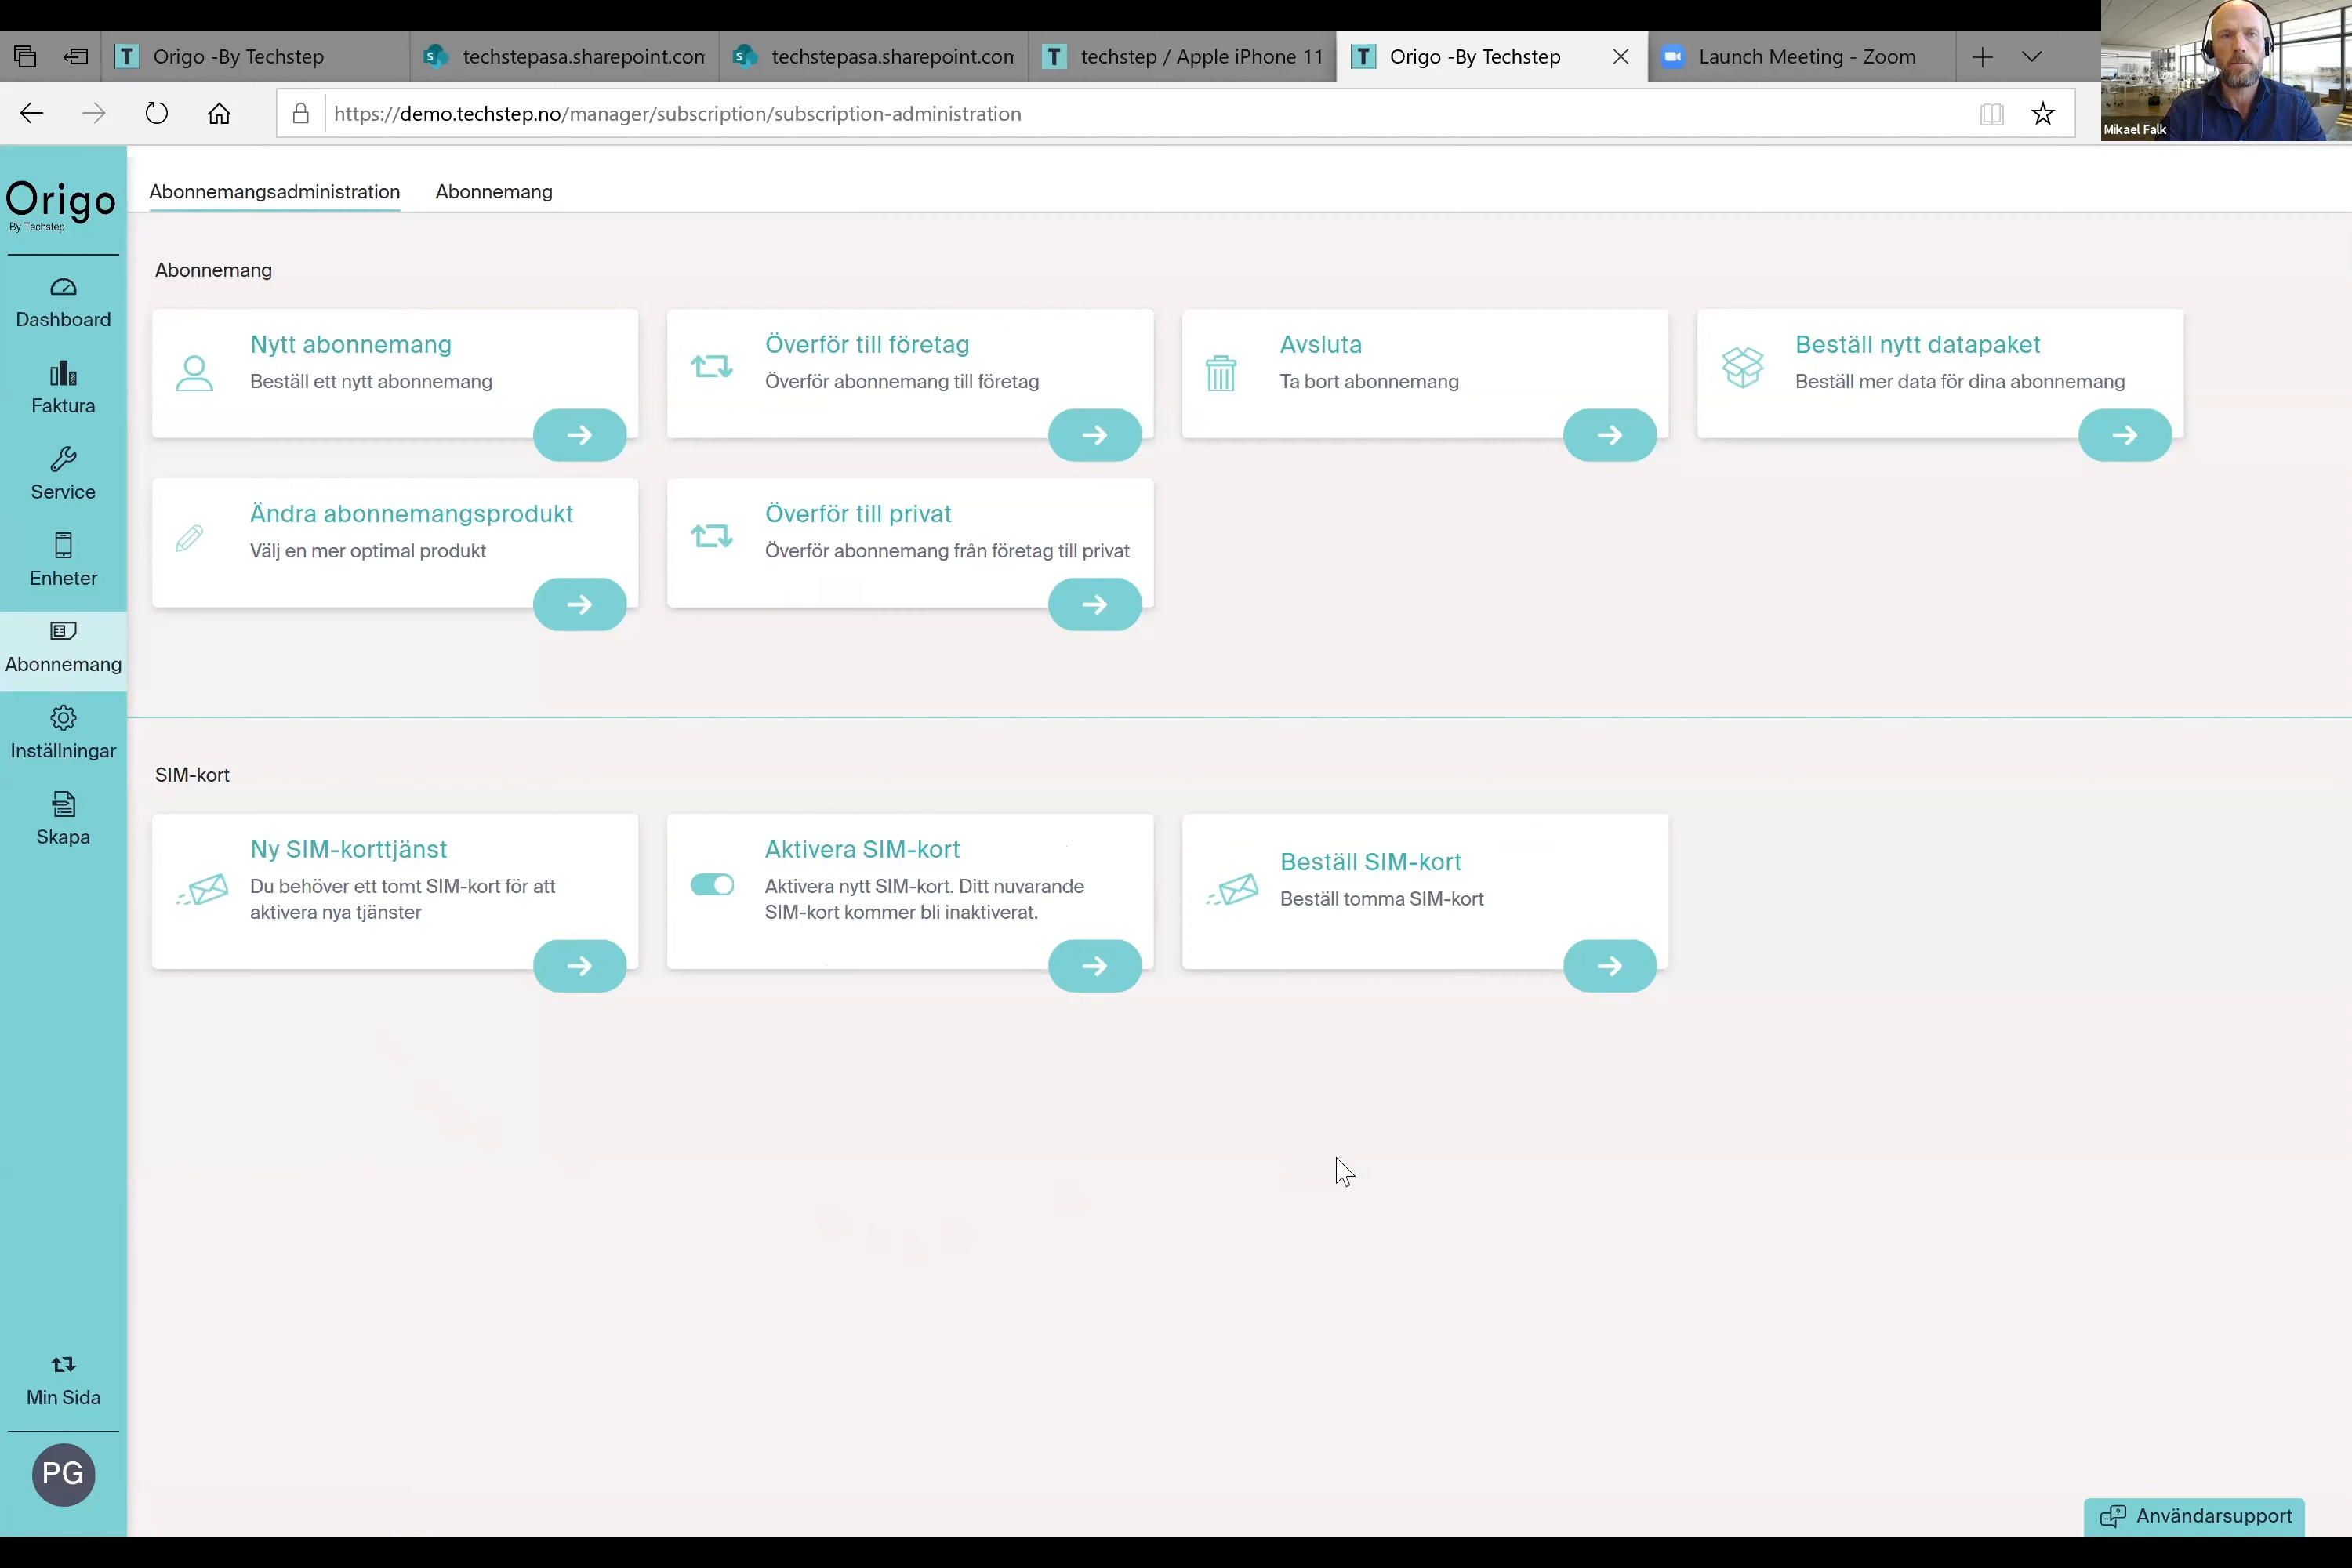 Origo -By Techstep
techstepasa.sharepoint.com
techstepasa.sharepoint.com
techstep / Apple iPhone 11
Origo -By Techstep
Launch Meeting - Zoom
https://demo.techstep.no/manager/subscription/subscription-administration
Mikael Falk
Origo
By Techstep
Dashboard
Faktura
Service
Enheter
Abonnemang
Inställningar
Skapa
Min Sida
PG
Abonnemangsadministration
Abonnemang
Abonnemang
Nytt abonnemang
Beställ ett nytt abonnemang
Överför till företag
Överför abonnemang till företag
Avsluta
Ta bort abonnemang
Beställ nytt datapaket
Beställ mer data för dina abonnemang
Ändra abonnemangsprodukt
Välj en mer optimal produkt
Överför till privat
Överför abonnemang från företag till privat
SIM-kort
Ny SIM-korttjänst
Du behöver ett tomt SIM-kort för att
aktivera nya tjänster
Aktivera SIM-kort
Aktivera nytt SIM-kort. Ditt nuvarande
SIM-kort kommer bli inaktiverat.
Beställ SIM-kort
Beställ tomma SIM-kort
Användarsupport